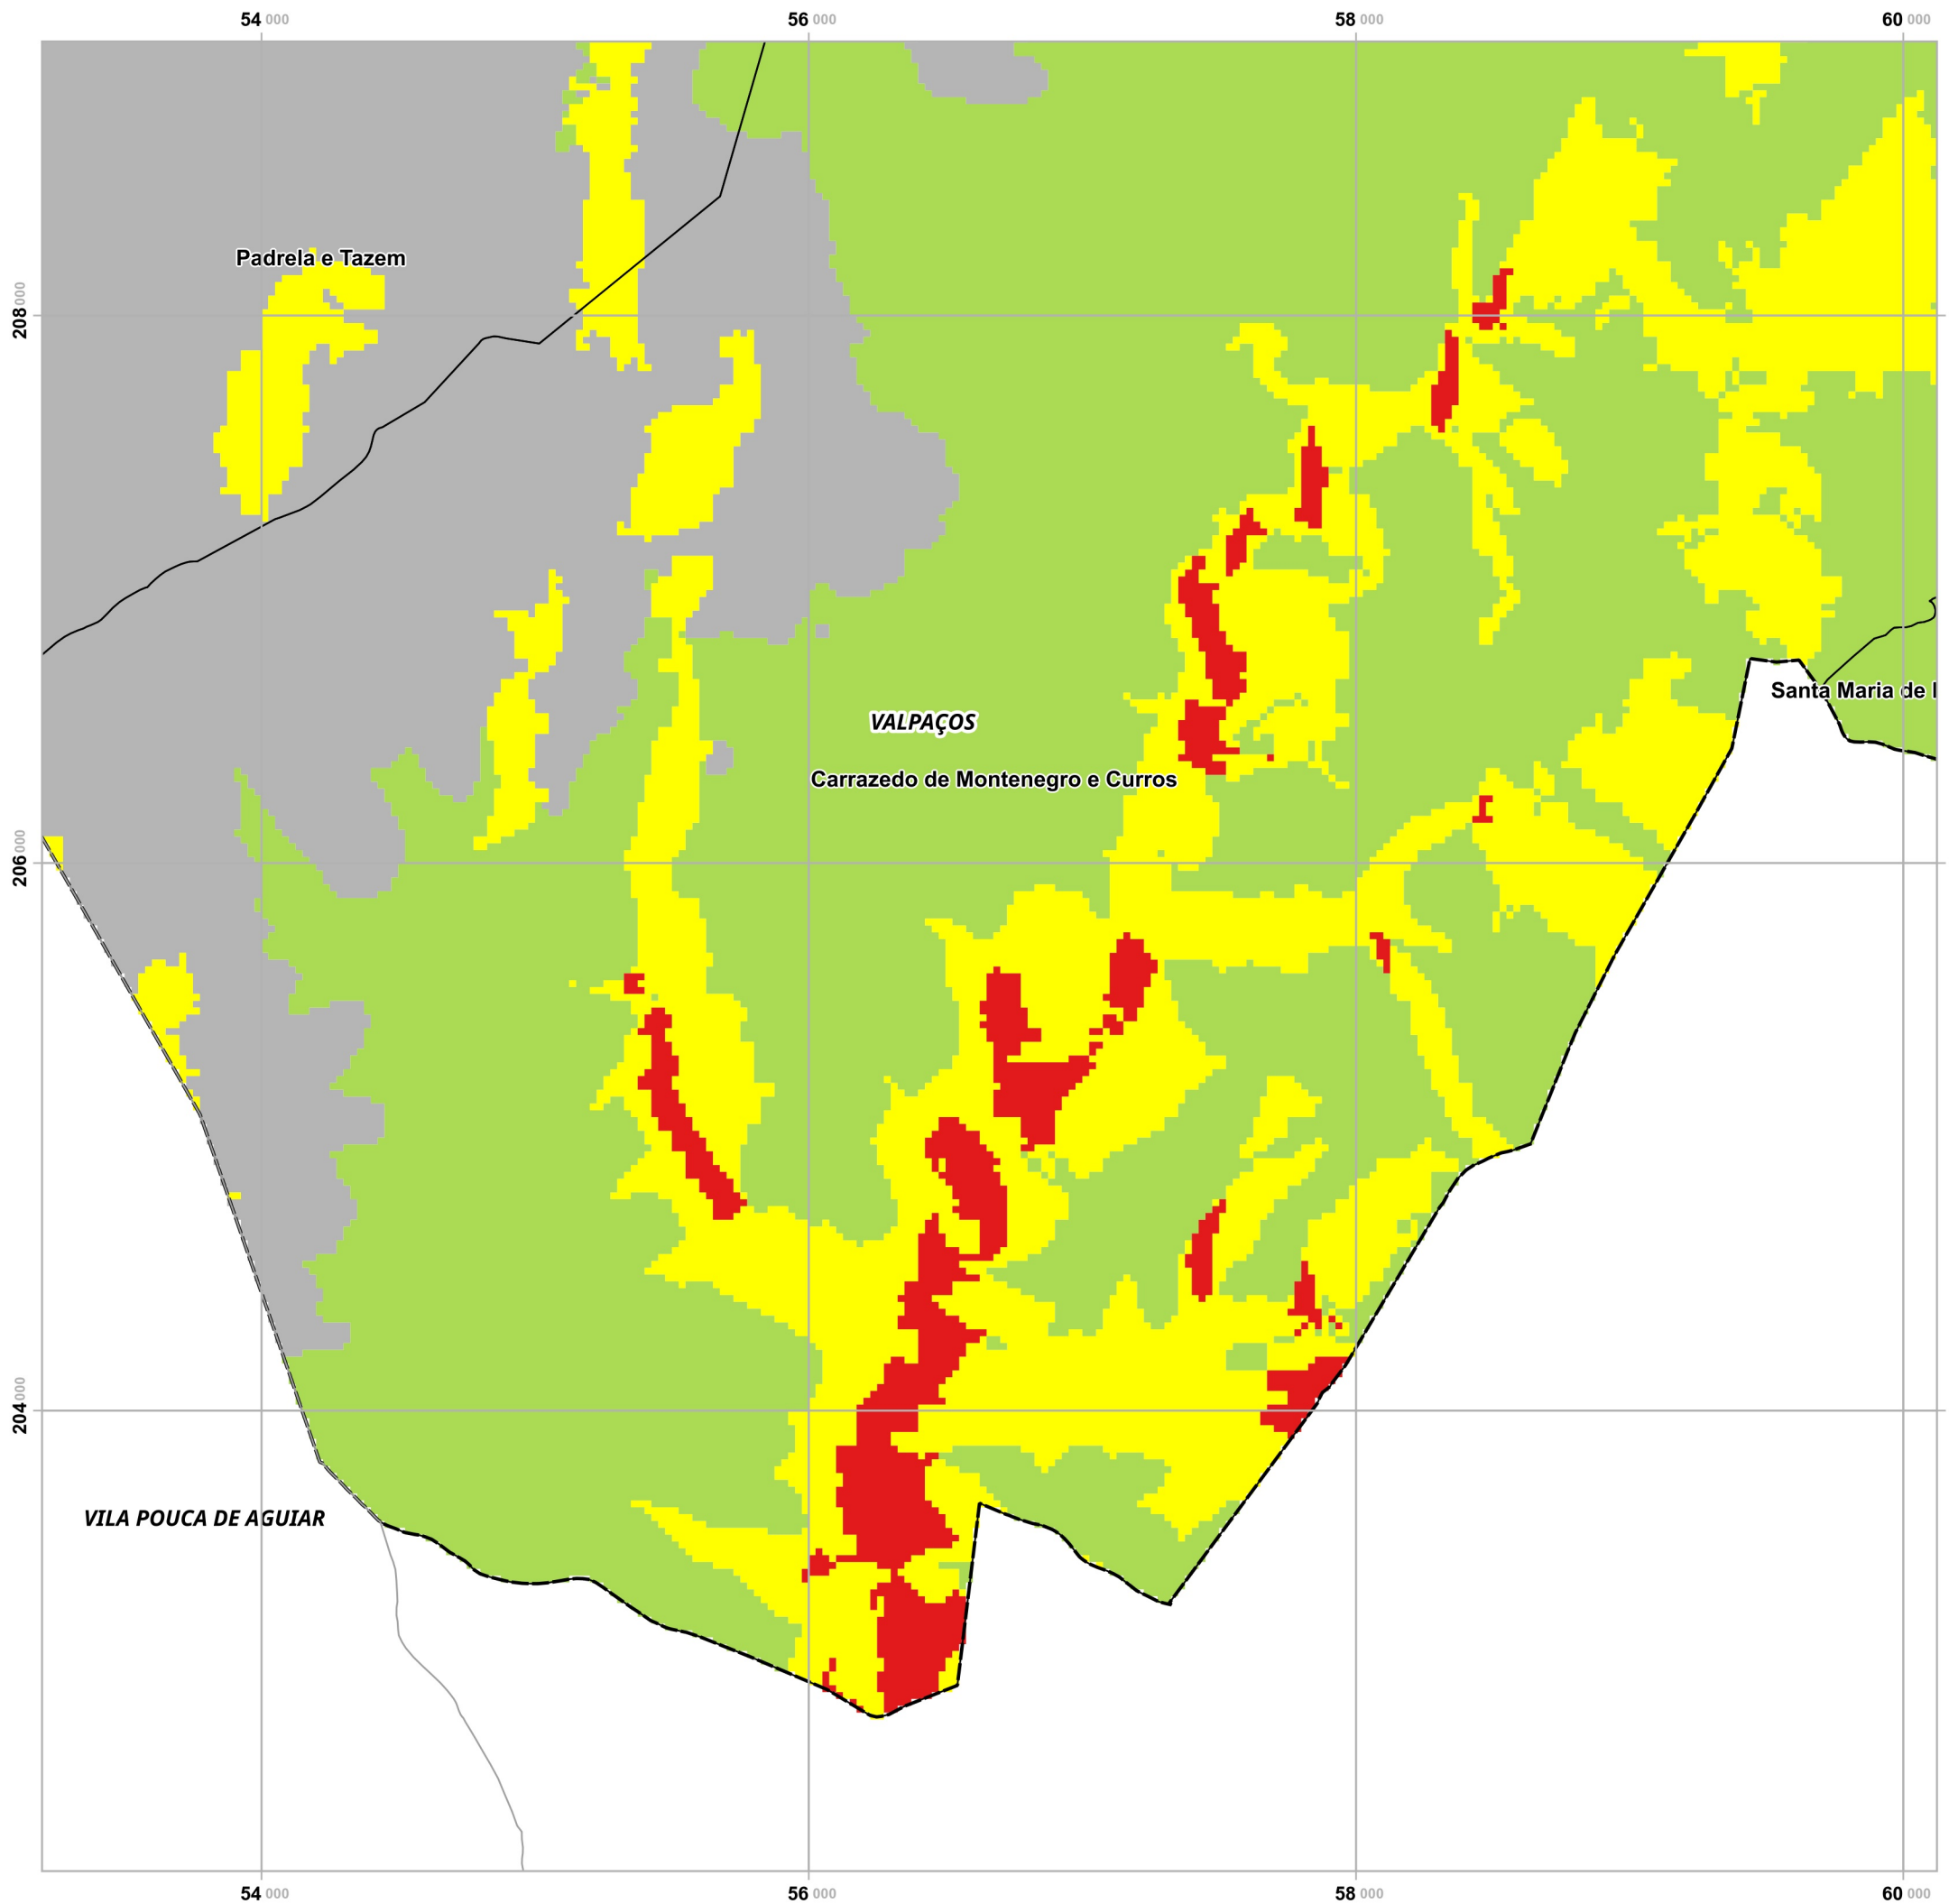 54 000 56 000 58 000 60 000
Padrela e Tazem
208 000
Santa Maria de
VALPAÇOS
Carrazedo de Montenegro e Curros
206 000
204 000
VILA POUCA DE AGUIAR
54 000 56 000 58 000 60 000